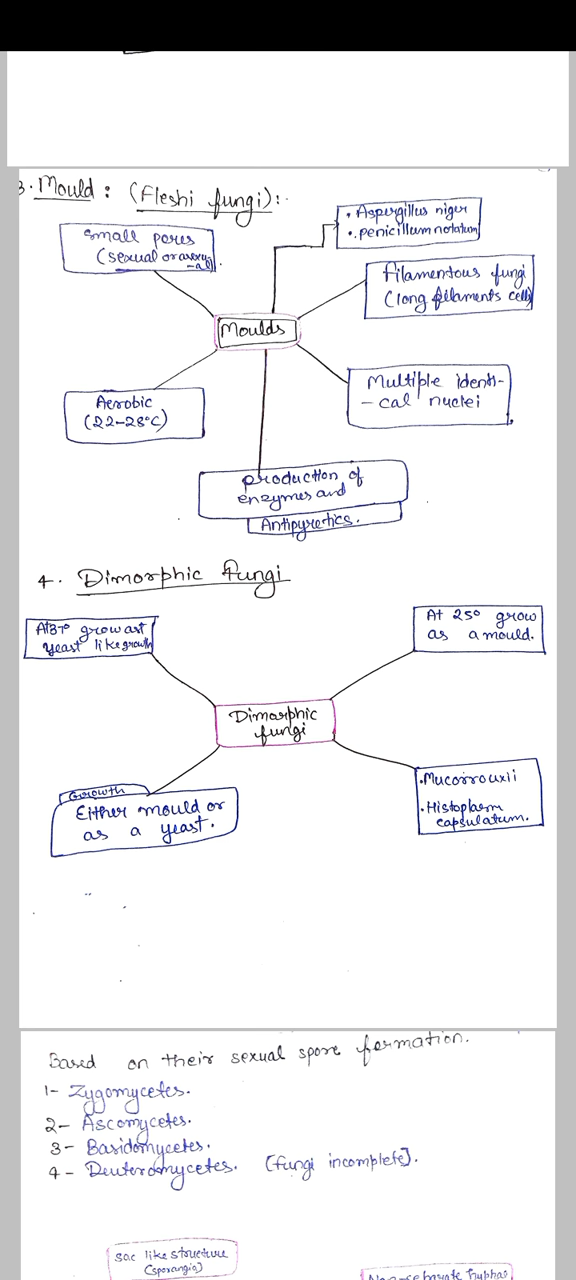 3. Mould: (Fleshi fungi):-
• Aspergillus niger
• penicillum notatum
Small pores
(sexual or asexu
-al).
Filamentous fungi
(long filaments cell)
Moulds
Multiple identi-
-cal nuclei
Aerobic
(22-28°C)
production of
enzymes and
Antipyretics.
4. Dimorphic fungi
At 37° grow ast
yeast like growth
At 25° grow
as a mould.
Dimorphic
fungi
Growth
Either mould or
as a yeast.
• Mucorrouxii
• Histoplasm
capsulatum.
Based on their sexual spore formation.
1- Zygomycetes.
2- Ascomycetes.
3- Basidomycetes.
4- Deuteromycetes. (fungi incomplete).
sac like structure
(sporangia)